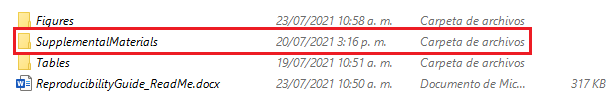 Figures 23/07/2021 10:58 a. m. Carpeta de archivos
SupplementalMaterials 20/07/2021 3:16 p. m. Carpeta de archivos
Tables 19/07/2021 10:51 a. m. Carpeta de archivos
ReproducibilityGuide_ReadMe.docx 23/07/2021 10:50 a. m. Documento de Mic... 317 KB